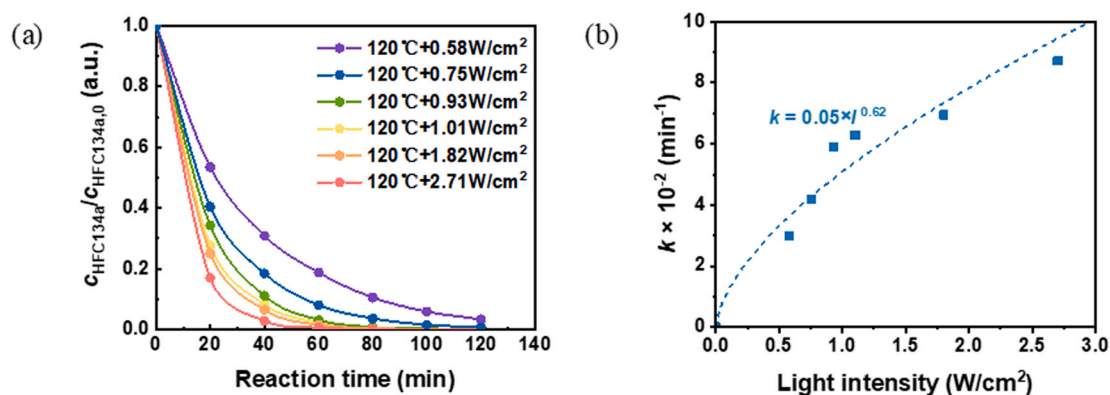 (a)
c_HFC134a/c_HFC134a,0 (a.u.)
1.0
0.8
0.6
0.4
0.2
0.0
120℃+0.58W/cm²
120℃+0.75W/cm²
120℃+0.93W/cm²
120℃+1.01W/cm²
120℃+1.82W/cm²
120℃+2.71W/cm²
0 20 40 60 80 100 120 140
Reaction time (min)
(b)
k × 10⁻² (min⁻¹)
10
8
6
4
2
0
k = 0.05×I^0.62
0.0 0.5 1.0 1.5 2.0 2.5 3.0
Light intensity (W/cm²)